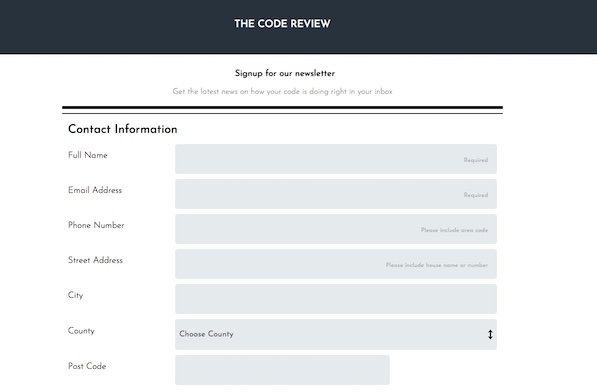 THE CODE REVIEW
Signup for our newsletter
Get the latest news on how your code is doing right in your inbox
Contact Information
Full Name
Required
Email Address
Required
Phone Number
Please include area code
Street Address
Please include house name or number
City
County
Choose County
Post Code